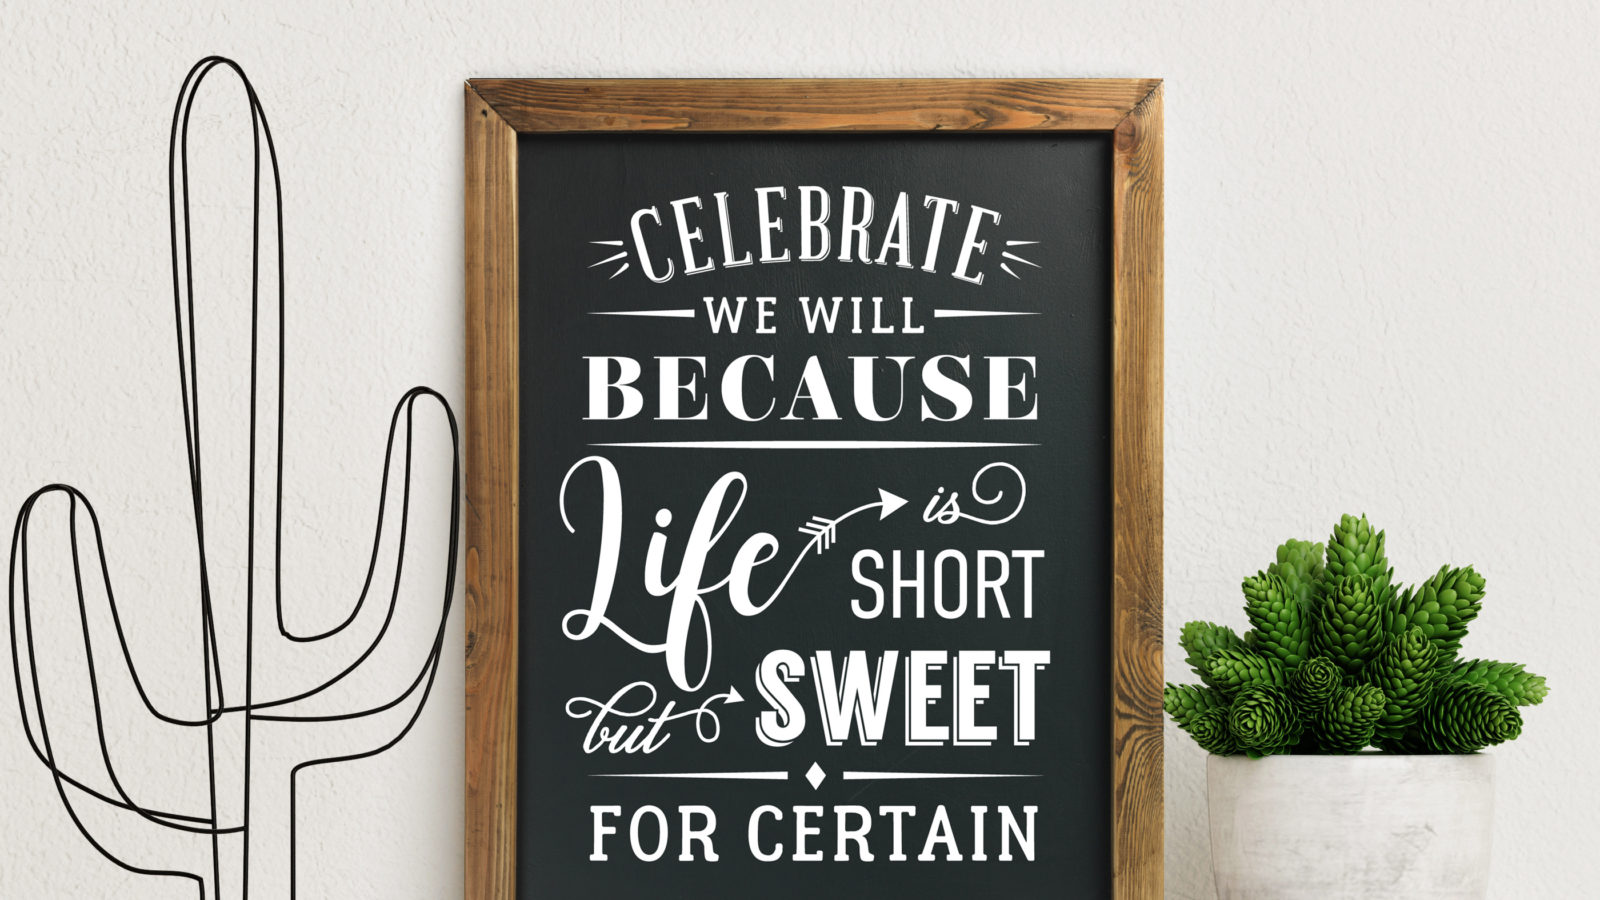 CELEBRATE
WE WILL
BECAUSE
Life is
SHORT
but SWEET
FOR CERTAIN